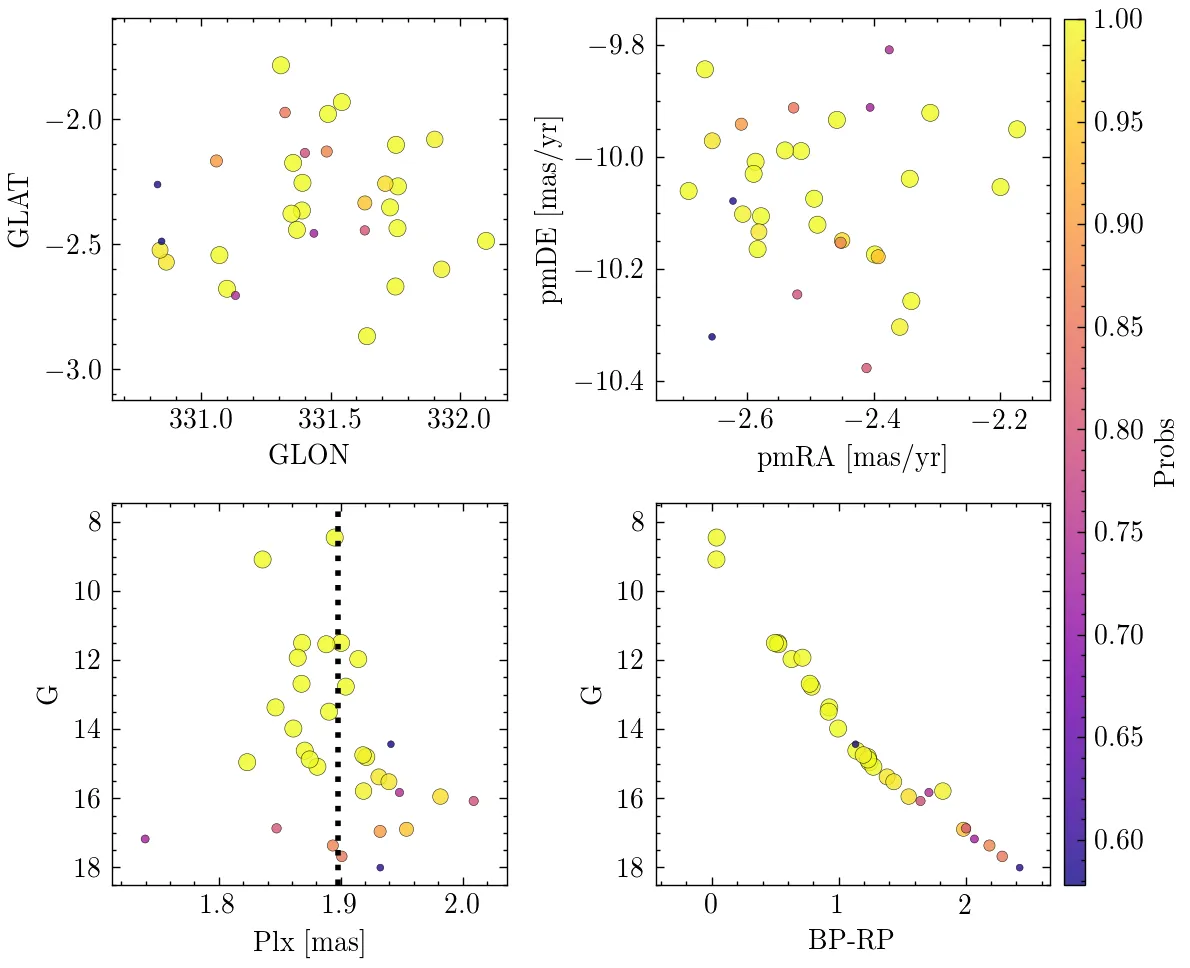 GLAT
−2.0
−2.5
−3.0
331.0 331.5 332.0
GLON
pmDE [mas/yr]
−9.8
−10.0
−10.2
−10.4
−2.6 −2.4 −2.2
pmRA [mas/yr]
G
8
10
12
14
16
18
1.8 1.9 2.0
Plx [mas]
G
8
10
12
14
16
18
0 1 2
BP-RP
1.00
0.95
0.90
0.85
0.80
0.75
0.70
0.65
0.60
Probs